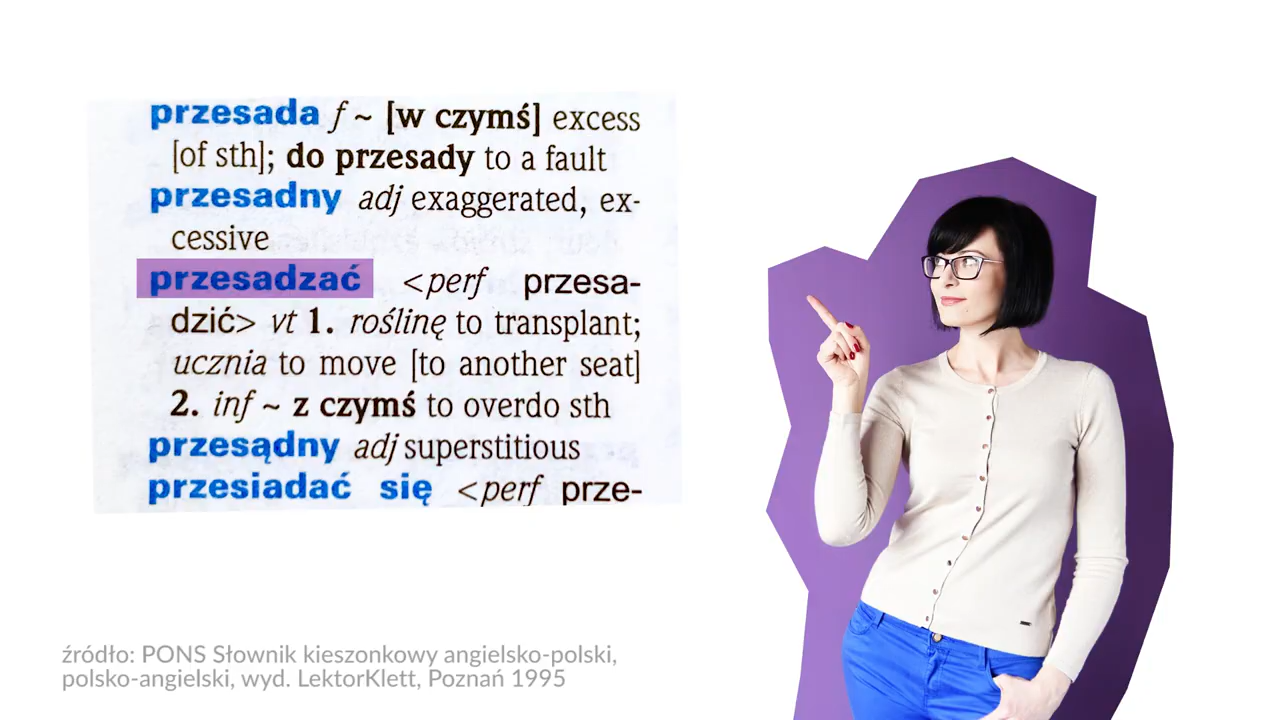 przesada f ~ [w czymś] excess
[of sth]; do przesady to a fault
przesadny adj exaggerated, ex-
cessive
przesadzać <perf przesa-
dzić> vt 1. roślinę to transplant;
ucznia to move [to another seat]
2. inf ~ z czymś to overdo sth
przesądny adj superstitious
przesiadać się <perf prze-
źródło: PONS Słownik kieszonkowy angielsko-polski,
polsko-angielski, wyd. LektorKlett, Poznań 1995